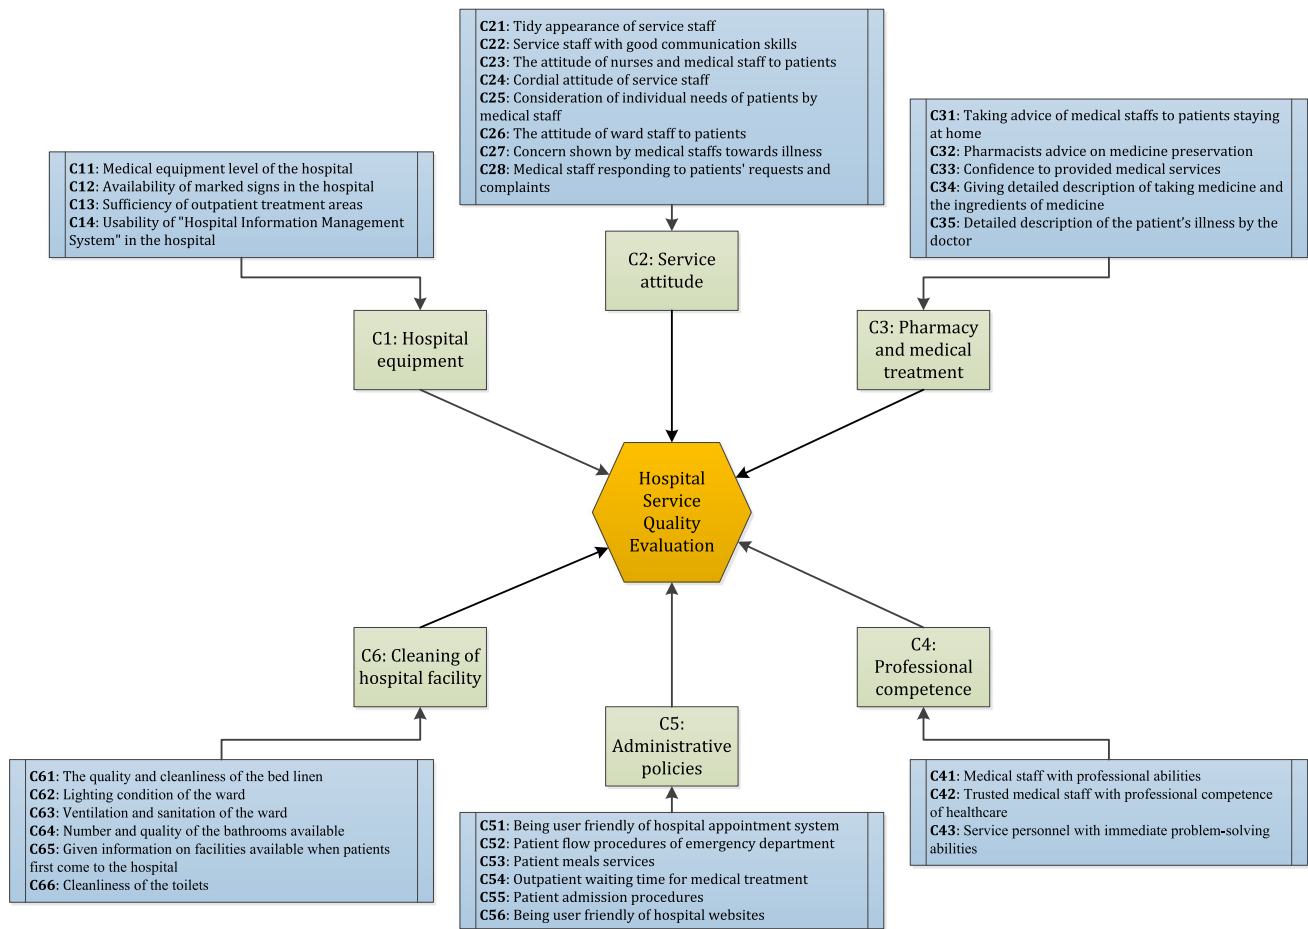 C21: Tidy appearance of service staff
C22: Service staff with good communication skills
C23: The attitude of nurses and medical staff to patients
C24: Cordial attitude of service staff
C25: Consideration of individual needs of patients by
medical staff
C26: The attitude of ward staff to patients
C27: Concern shown by medical staffs towards illness
C28: Medical staff responding to patients' requests and
complaints
C11: Medical equipment level of the hospital
C12: Availability of marked signs in the hospital
C13: Sufficiency of outpatient treatment areas
C14: Usability of "Hospital Information Management
System" in the hospital
C31: Taking advice of medical staffs to patients staying
at home
C32: Pharmacists advice on medicine preservation
C33: Confidence to provided medical services
C34: Giving detailed description of taking medicine and
the ingredients of medicine
C35: Detailed description of the patient's illness by the
doctor
C2: Service
attitude
C1: Hospital
equipment
C3: Pharmacy
and medical
treatment
Hospital
Service
Quality
Evaluation
C6: Cleaning of
hospital facility
C5:
Administrative
policies
C4:
Professional
competence
C61: The quality and cleanliness of the bed linen
C62: Lighting condition of the ward
C63: Ventilation and sanitation of the ward
C64: Number and quality of the bathrooms available
C65: Given information on facilities available when patients
first come to the hospital
C66: Cleanliness of the toilets
C51: Being user friendly of hospital appointment system
C52: Patient flow procedures of emergency department
C53: Patient meals services
C54: Outpatient waiting time for medical treatment
C55: Patient admission procedures
C56: Being user friendly of hospital websites
C41: Medical staff with professional abilities
C42: Trusted medical staff with professional competence
of healthcare
C43: Service personnel with immediate problem-solving
abilities